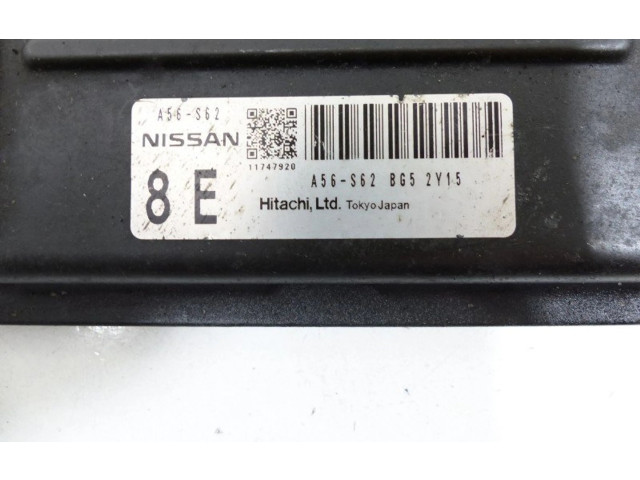 A56-S62
NISSAN
11747920
8 E
A56-S62 BG5 2Y15
Hitachi, Ltd. Tokyo Japan